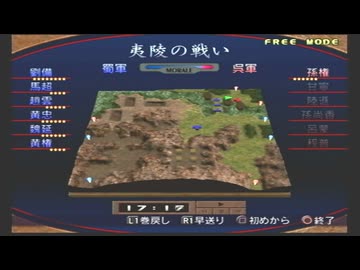 FREE MODE
夷陵の戦い
蜀軍
MORALE
呉軍
劉備
馬超
趙雲
黄忠
魏延
黄権
孫権
甘寧
陸遜
孫尚香
呂蒙
程普
17:17
L1巻戻し
R1早送り
□初めから
○終了